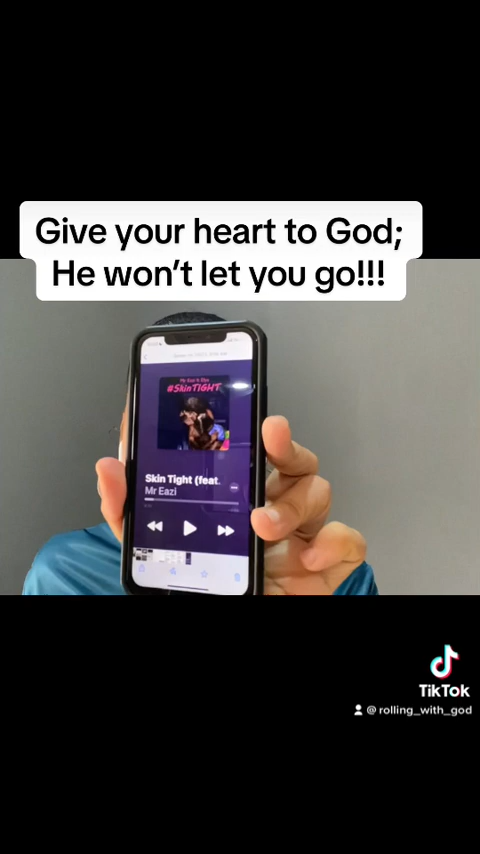 Give your heart to God;
He won't let you go!!!
#SkinTIGHT
Skin Tight (feat.
Mr Eazi
TikTok
@ rolling_with_god